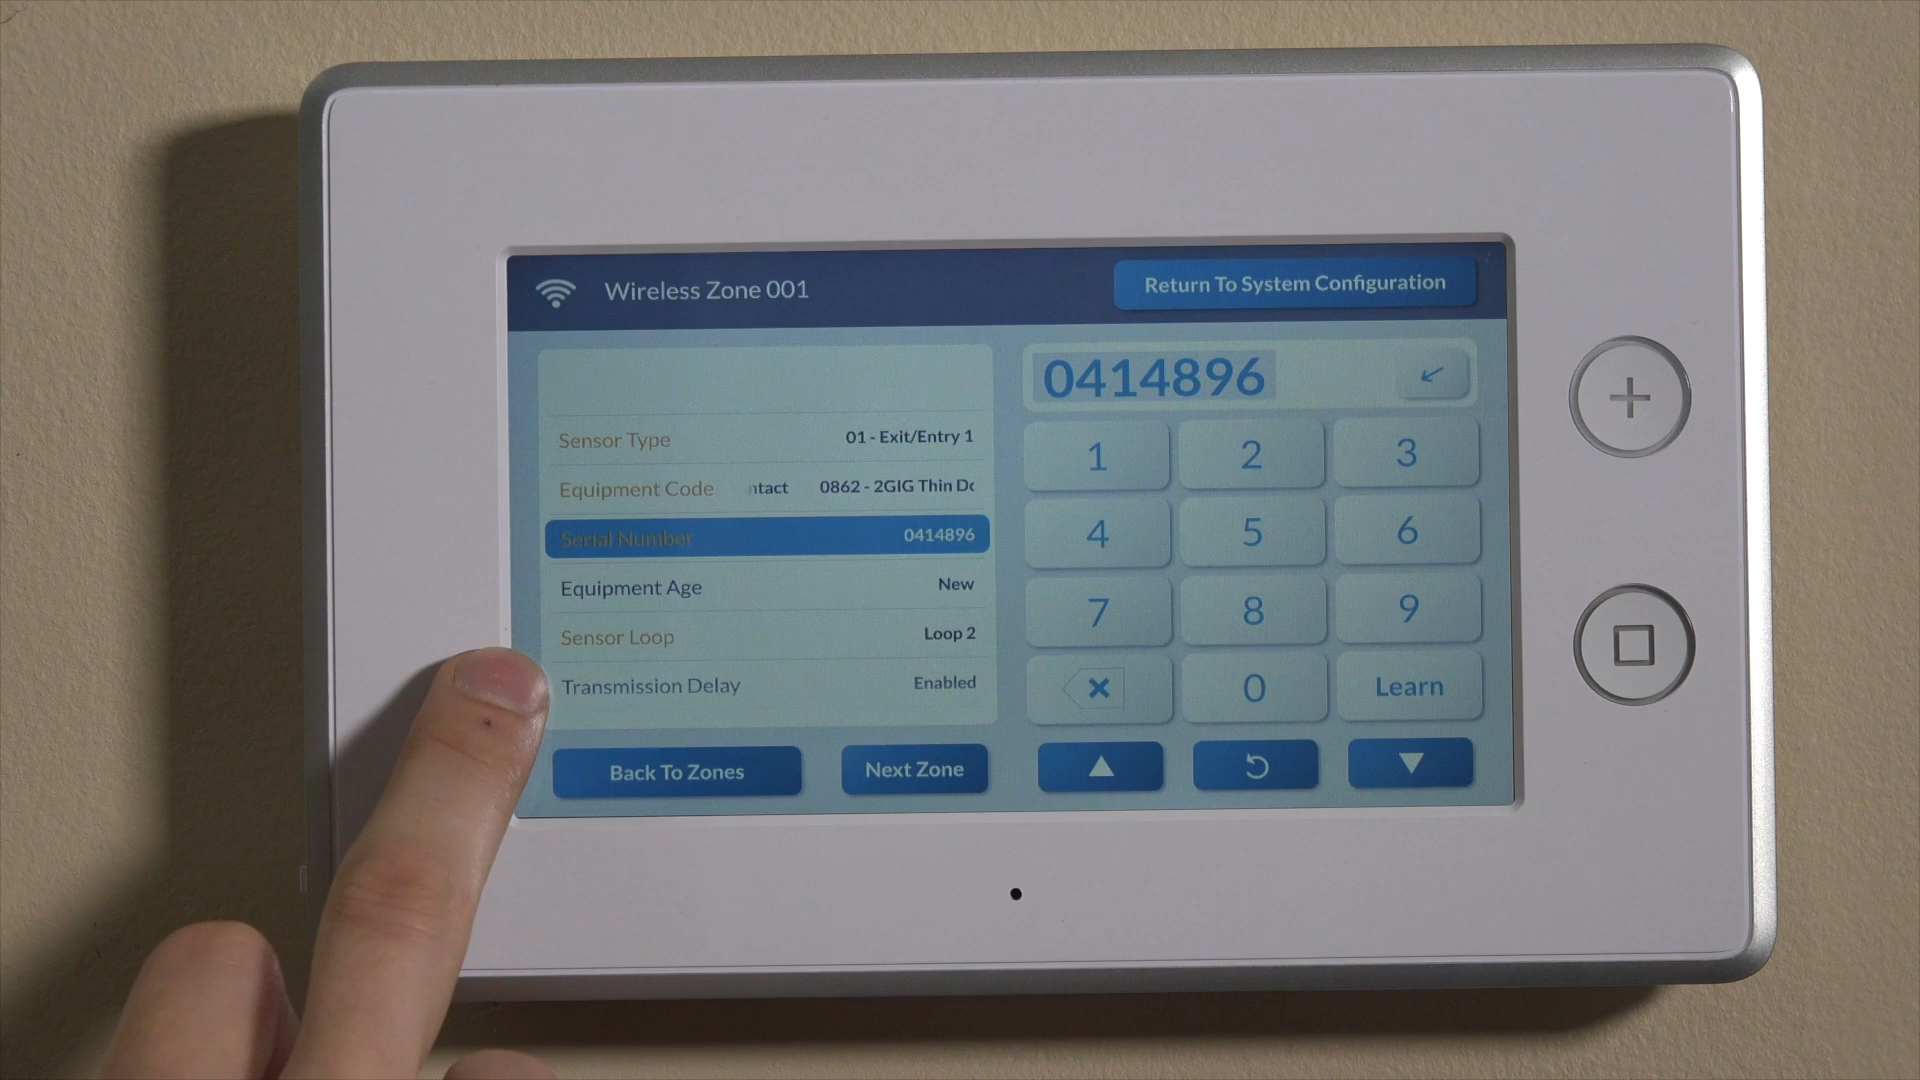 Wireless Zone 001
Return To System Configuration
Sensor Type 01 - Exit/Entry 1
Equipment Code ntact 0862 - 2GIG Thin Do
Serial Number 0414896
Equipment Age New
Sensor Loop Loop 2
Transmission Delay Enabled
Back To Zones Next Zone
0414896
1 2 3
4 5 6
7 8 9
0 Learn